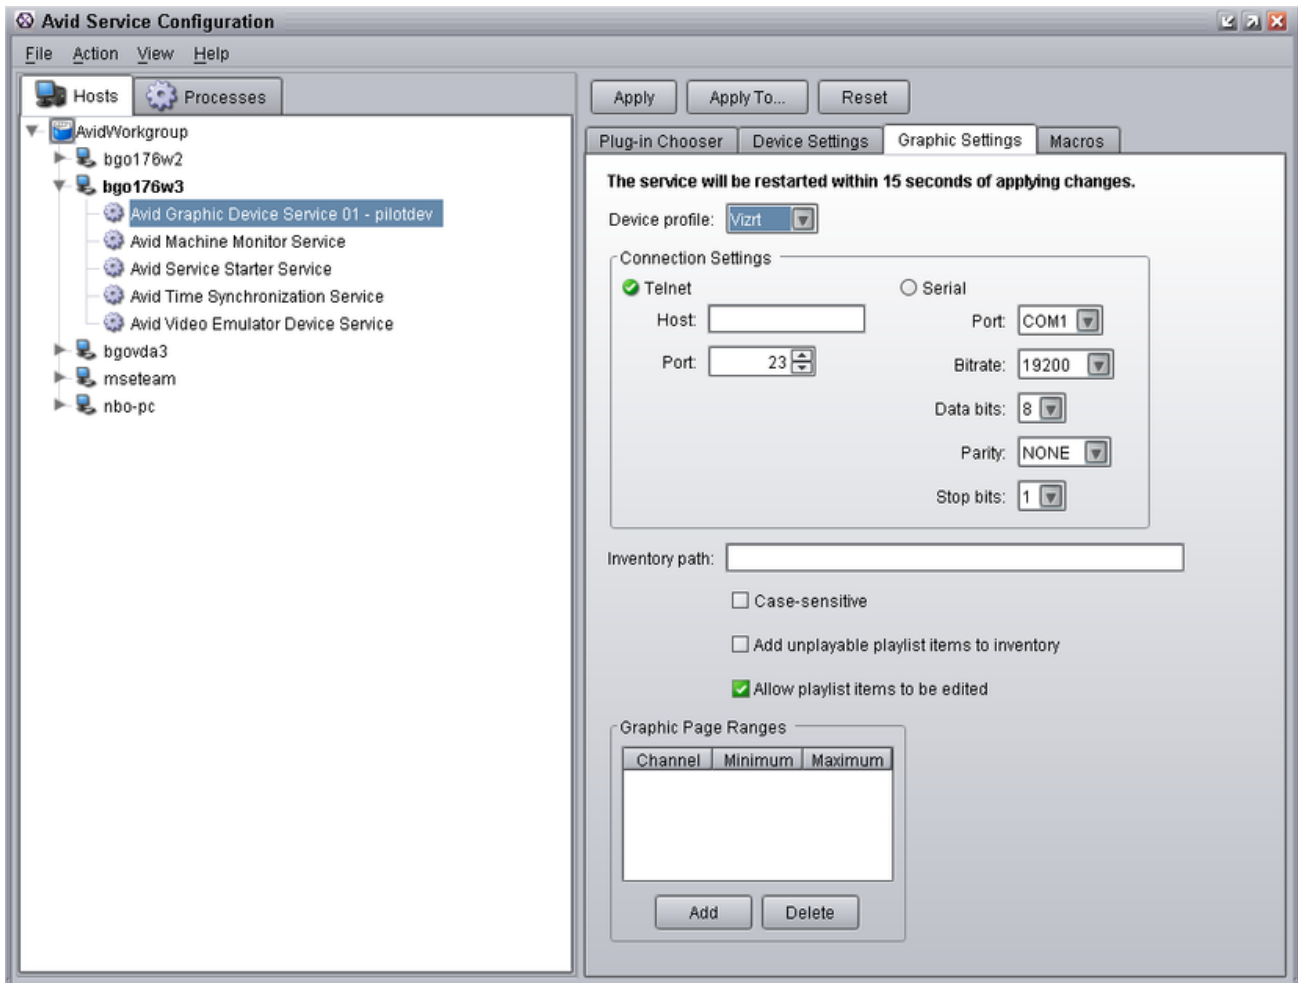 Avid Service Configuration
File Action View Help
Hosts Processes
AvidWorkgroup
bgo176w2
bgo176w3
Avid Graphic Device Service 01 - pilotdev
Avid Machine Monitor Service
Avid Service Starter Service
Avid Time Synchronization Service
Avid Video Emulator Device Service
bgovda3
mseteam
nbo-pc
Apply Apply To... Reset
Plug-in Chooser Device Settings Graphic Settings Macros
The service will be restarted within 15 seconds of applying changes.
Device profile: Vizrt
Connection Settings
Telnet Serial
Host: Port: COM1
Port: 23 Bitrate: 19200
Data bits: 8
Parity: NONE
Stop bits: 1
Inventory path:
Case-sensitive
Add unplayable playlist items to inventory
Allow playlist items to be edited
Graphic Page Ranges
Channel Minimum Maximum
Add Delete